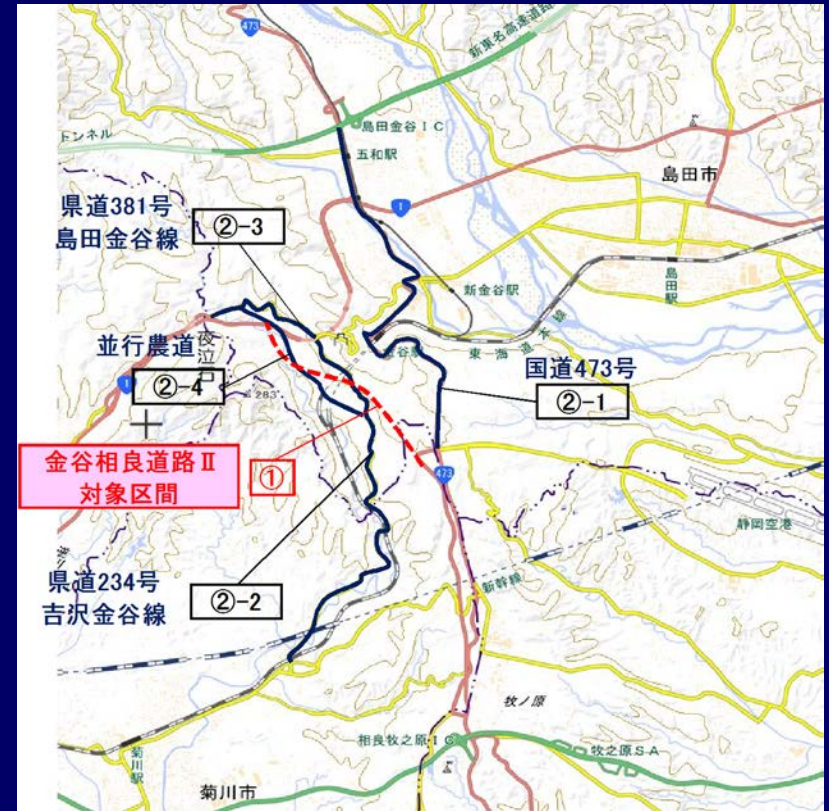 473
新東名高速道路
トンネル
島田金谷IC
五和駅
島田市
県道381号
島田金谷線
②-3
1
新金谷駅
島田駅
東海道本線
並行農道
夜泣石
国道473号
②-4
②-1
1
283
金谷相良道路Ⅱ
対象区間
①
473
静岡空港
県道234号
吉沢金谷線
②-2
新幹線
牧ノ原
相良牧之原IC
牧之原SA
菊川駅
菊川市